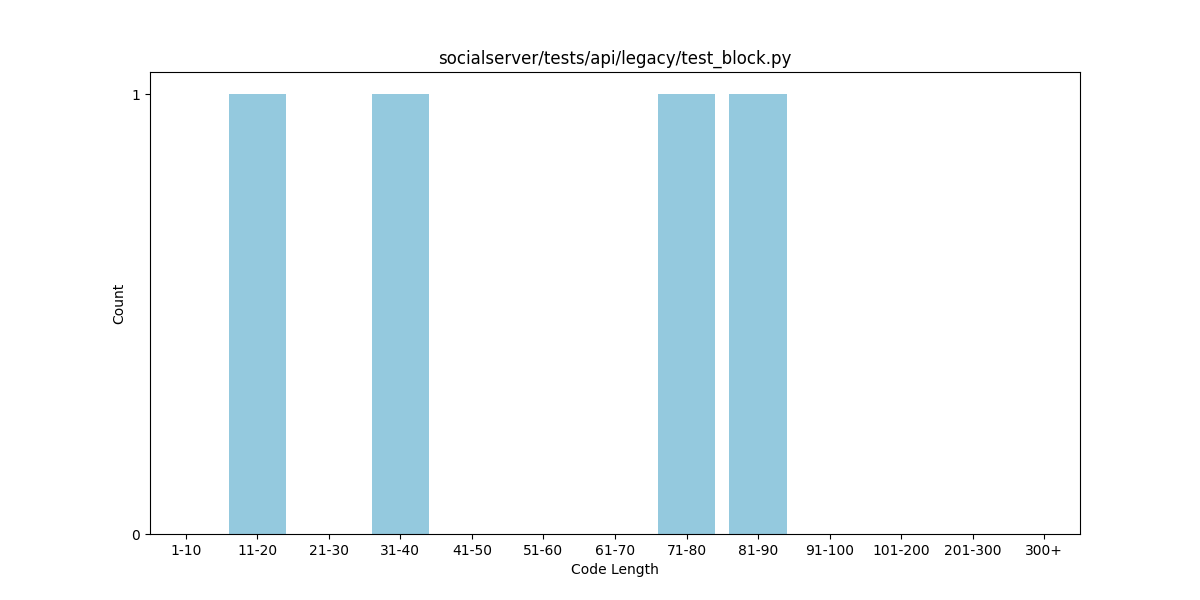 socialserver/tests/api/legacy/test_block.py
1
Count
0
1-10 11-20 21-30 31-40 41-50 51-60 61-70 71-80 81-90 91-100 101-200 201-300 300+
Code Length